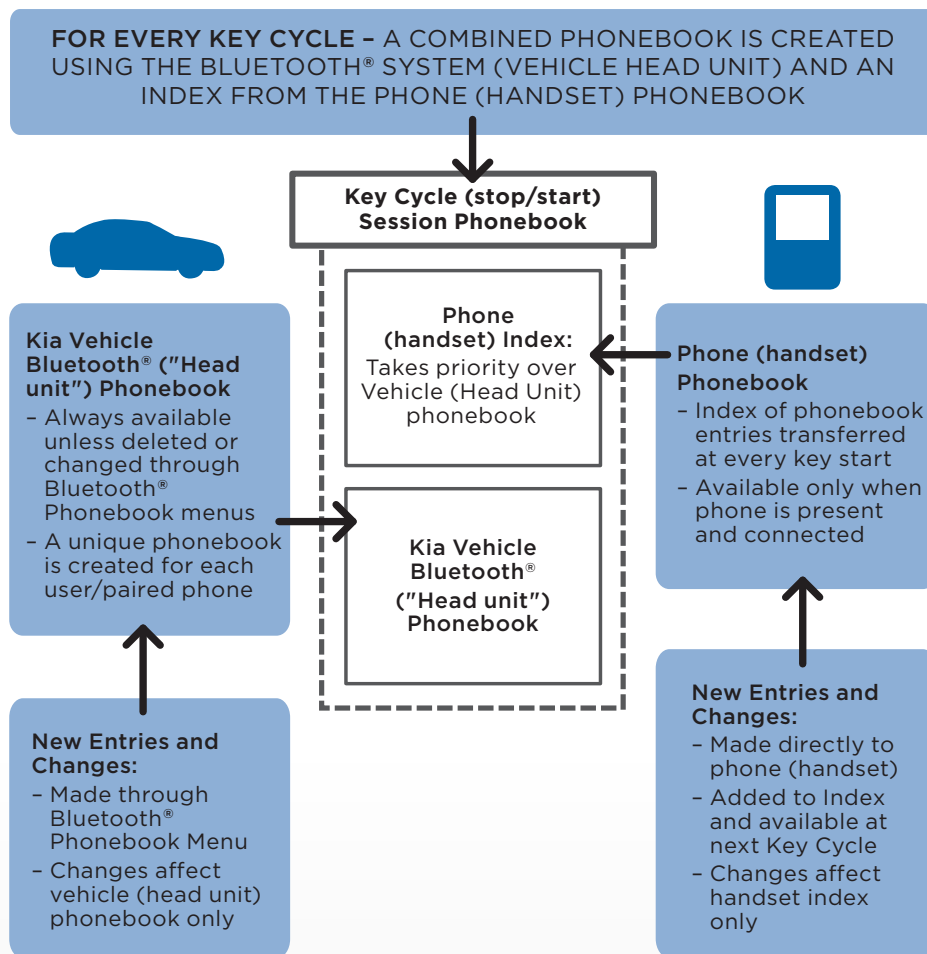 FOR EVERY KEY CYCLE – A COMBINED PHONEBOOK IS CREATED
USING THE BLUETOOTH® SYSTEM (VEHICLE HEAD UNIT) AND AN
INDEX FROM THE PHONE (HANDSET) PHONEBOOK
Key Cycle (stop/start)
Session Phonebook
Kia Vehicle
Bluetooth® ("Head
unit") Phonebook
– Always available
unless deleted or
changed through
Bluetooth®
Phonebook menus
– A unique phonebook
is created for each
user/paired phone
New Entries and
Changes:
– Made through
Bluetooth®
Phonebook Menu
– Changes affect
vehicle (head unit)
phonebook only
Phone
(handset) Index:
Takes priority over
Vehicle (Head Unit)
phonebook
Kia Vehicle
Bluetooth®
("Head unit")
Phonebook
Phone (handset)
Phonebook
– Index of phonebook
entries transferred
at every key start
– Available only when
phone is present
and connected
New Entries and
Changes:
– Made directly to
phone (handset)
– Added to Index
and available at
next Key Cycle
– Changes affect
handset index
only